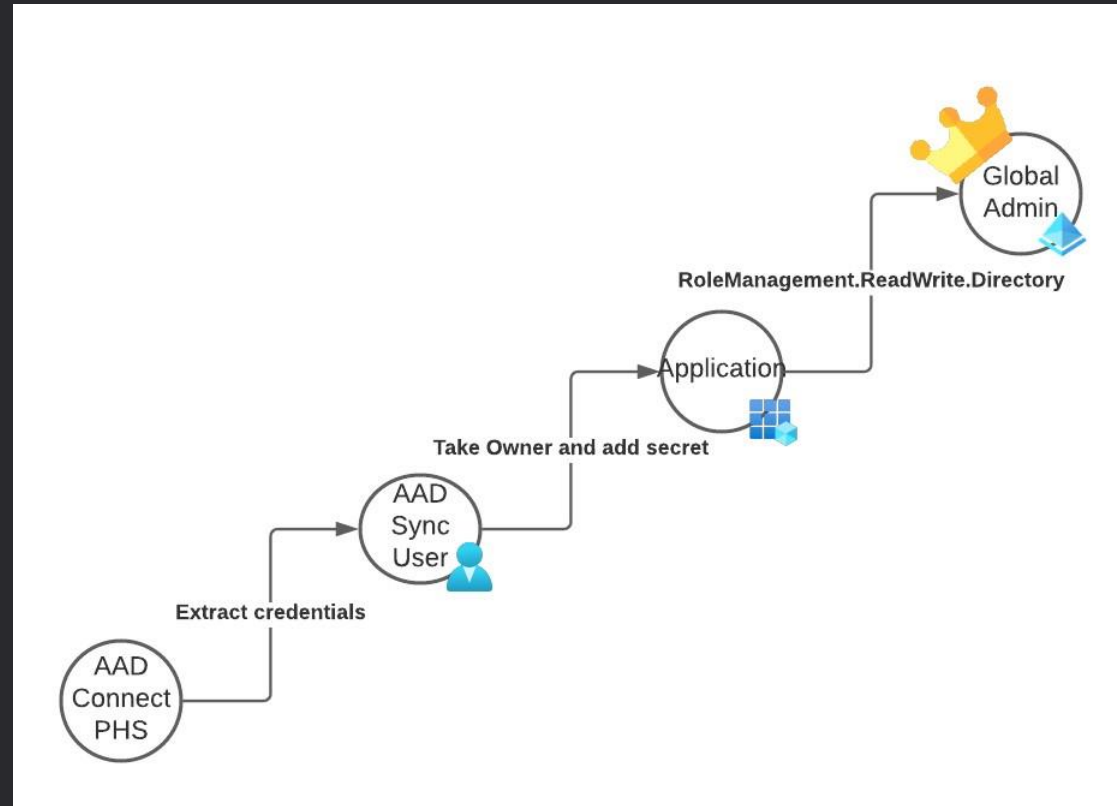 Global
Admin
RoleManagement.ReadWrite.Directory
Application
Take Owner and add secret
AAD
Sync
User
Extract credentials
AAD
Connect
PHS